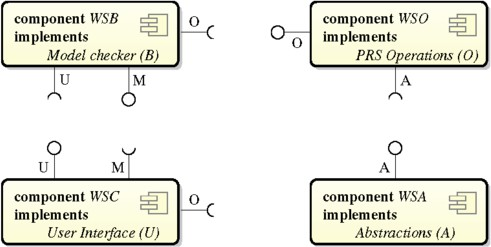 component WSB
implements
Model checker (B)
O
U
M
component WSO
implements
PRS Operations (O)
O
A
U
M
component WSC
implements
User Interface (U)
O
A
component WSA
implements
Abstractions (A)